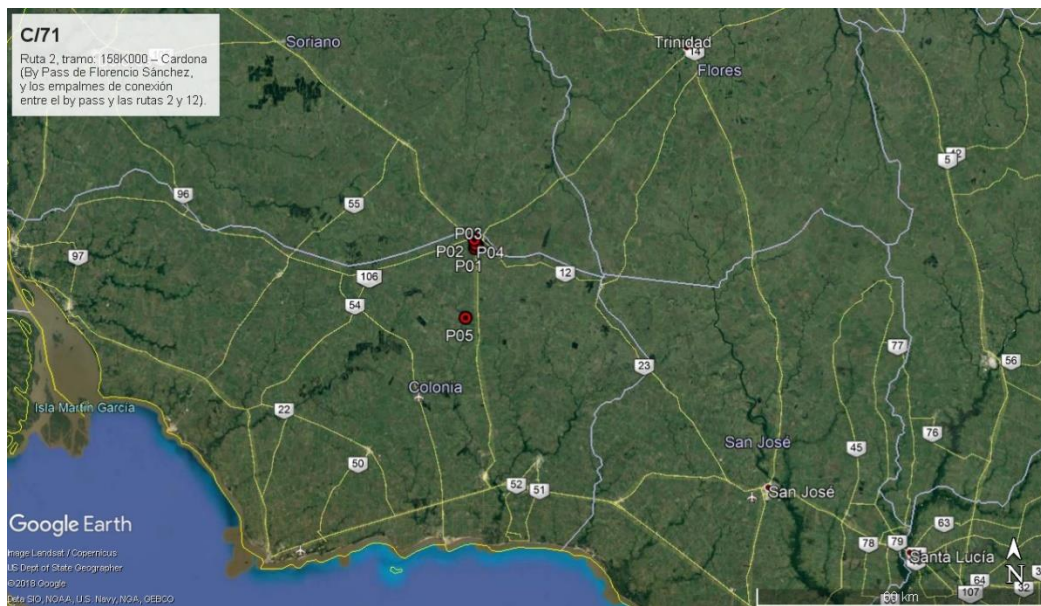 C/71
Ruta 2, tramo: 158K000 – Cardona
(By Pass de Florencio Sánchez,
y los empalmes de conexión
entre el by pass y las rutas 2 y 12).
Soriano
Trinidad
14
Flores
5
42
96
55
P03
P02
P04
P01
97
106
12
54
P05
23
77
56
Colonia
Isla Martín García
22
76
San José
45
50
52
51
San José
63
78
79
Santa Lucía
64
107
32
N
60 km
Google Earth
Image Landsat / Copernicus
US Dept of State Geographer
©2018 Google
Data SIO, NOAA, U.S. Navy, NGA, GEBCO